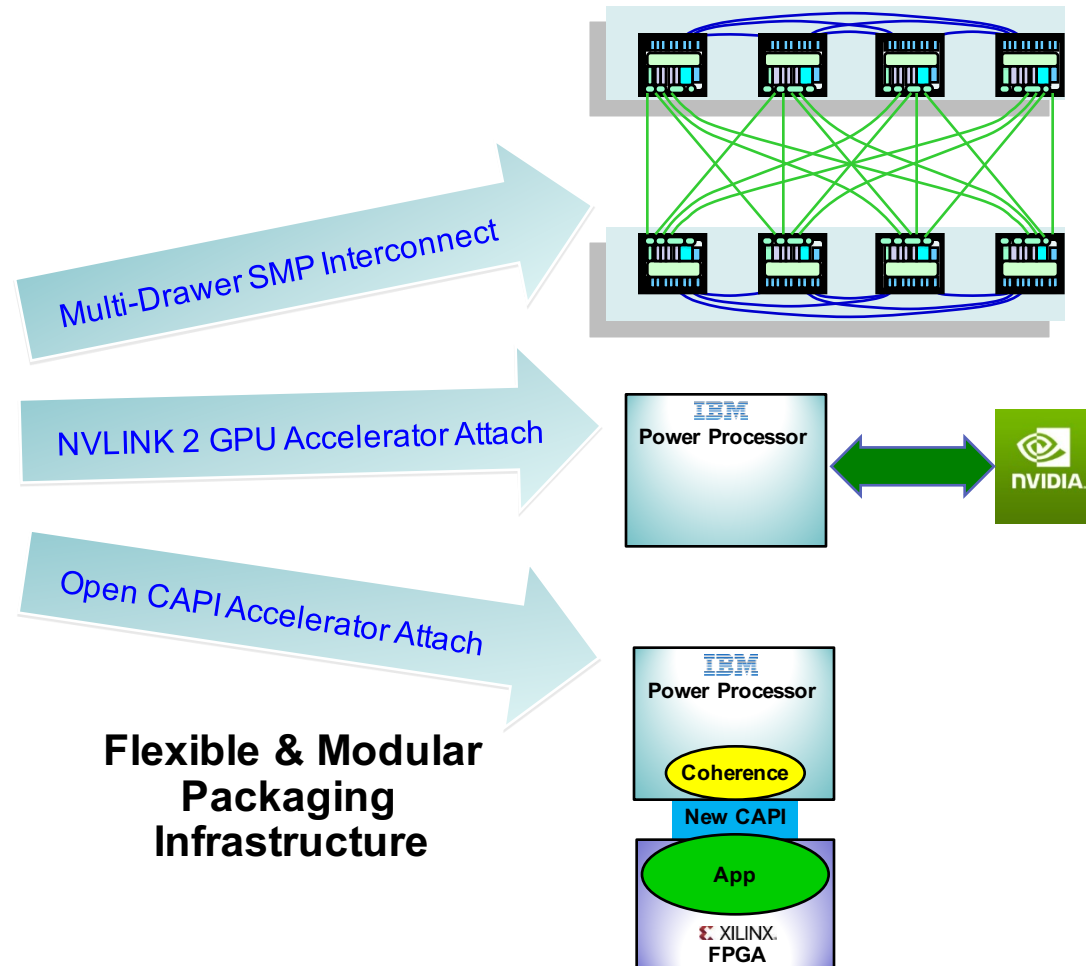 Multi-Drawer SMP Interconnect
NVLINK 2 GPU Accelerator Attach
IBM
Power Processor
NVIDIA.
Open CAPI Accelerator Attach
IBM
Power Processor
Coherence
New CAPI
App
XILINX.
FPGA
Flexible & Modular
Packaging
Infrastructure